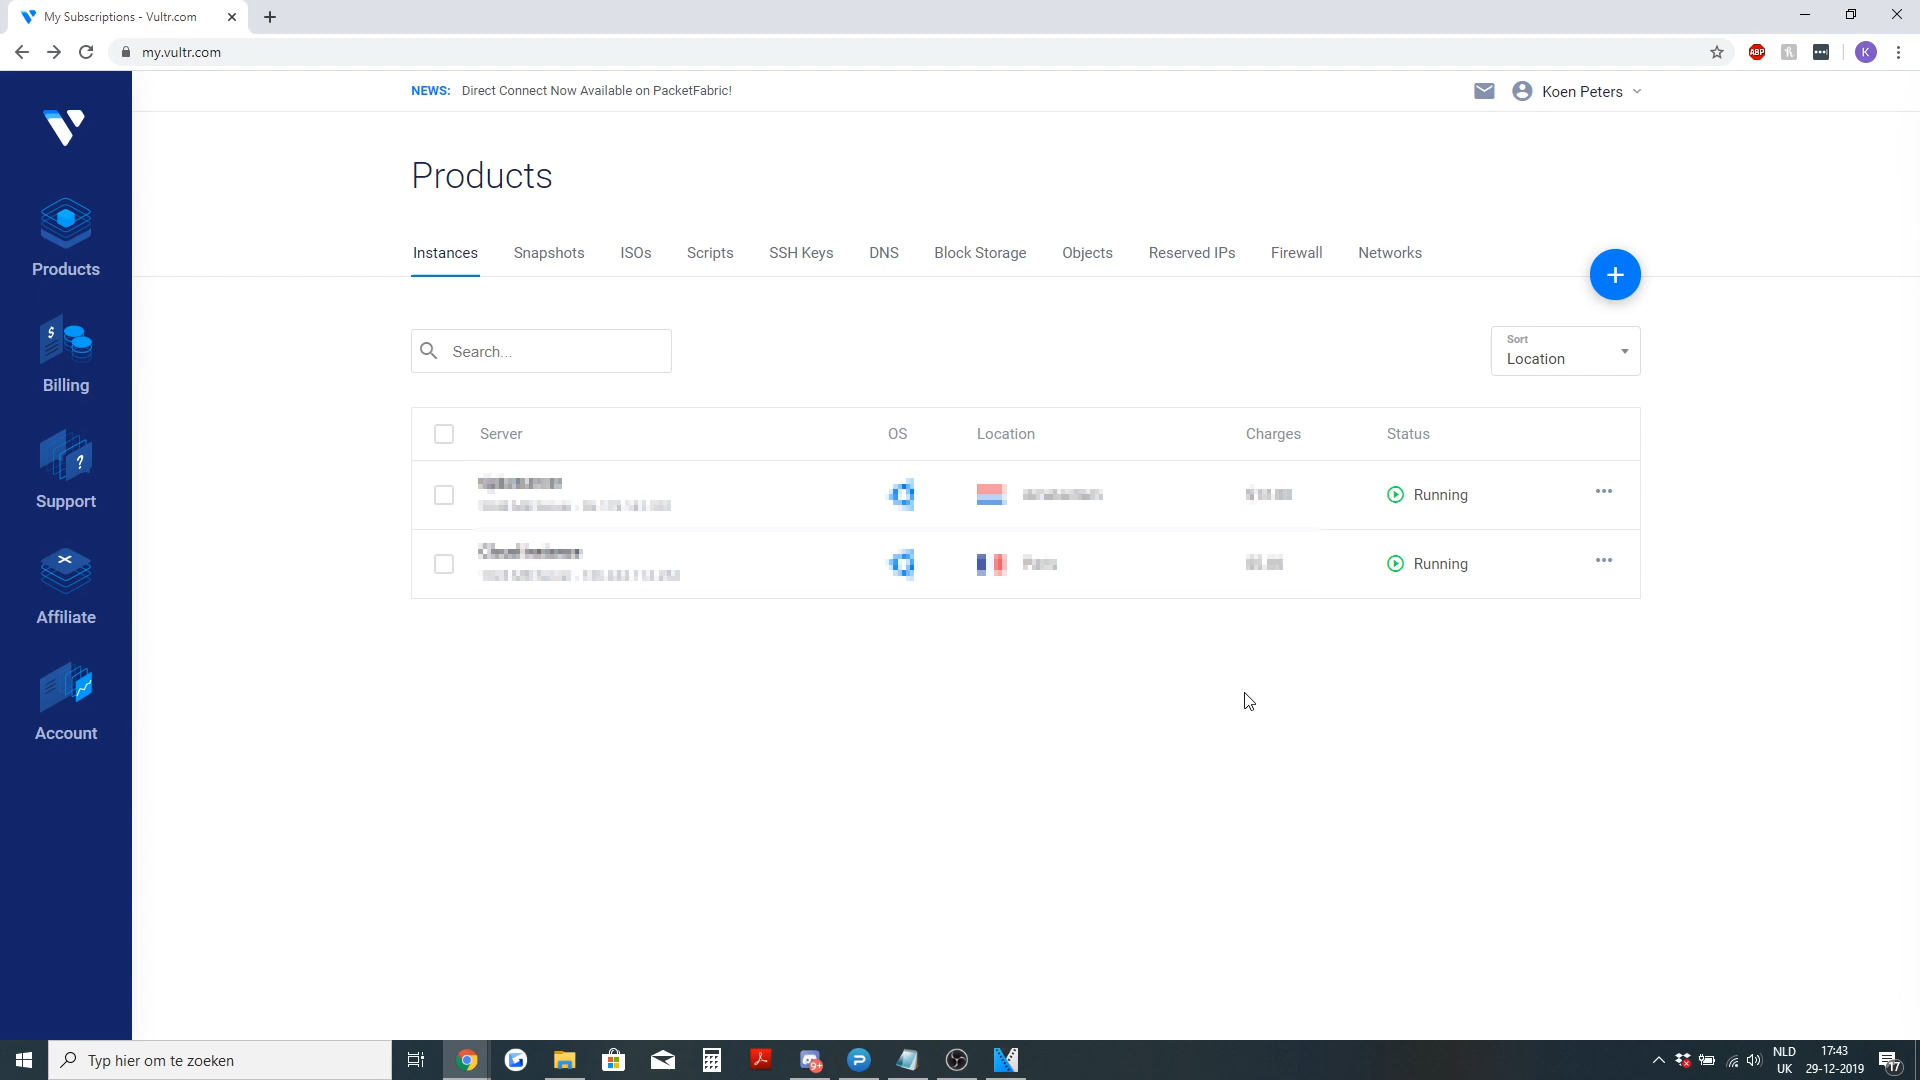 My Subscriptions - Vultr.com
my.vultr.com
ABP
K
NEWS: Direct Connect Now Available on PacketFabric!
Koen Peters
Products
Instances Snapshots ISOs Scripts SSH Keys DNS Block Storage Objects Reserved IPs Firewall Networks
Search...
Sort
Location
Server OS Location Charges Status
Running
Running
Products
Billing
Support
Affiliate
Account
Typ hier om te zoeken
9+
NLD
UK
17:43
29-12-2019
17